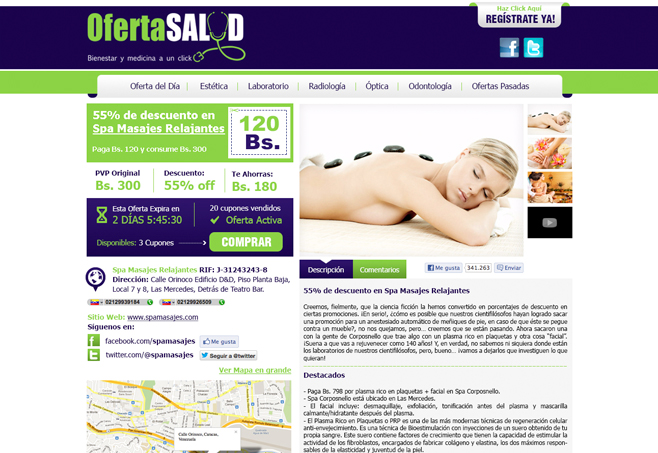 Haz Click Aquí
REGÍSTRATE YA!
OfertaSALUD
Bienestar y medicina a un click
Oferta del Día
Estética
Laboratorio
Radiología
Óptica
Odontología
Ofertas Pasadas
55% de descuento en
Spa Masajes Relajantes
Paga Bs. 120 y consume Bs. 300
120
Bs.
PVP Original
Bs. 300
Descuento:
55% off
Te Ahorras:
Bs. 180
Esta Oferta Expira en
2 DÍAS 5:45:30
20 cupones vendidos
Oferta Activa
Disponibles: 3 Cupones
COMPRAR
Spa Masajes Relajantes RIF: J-31243243-8
Dirección: Calle Orinoco Edificio D&D, Piso Planta Baja,
Local 7 y 8, Las Mercedes, Detrás de Teatro Bar.
02129939184
02129926509
Sitio Web: www.spamasajes.com
Síguenos en:
facebook.com/spamasajes
Me gusta
twitter.com/@spamasajes
Seguir a @twitter
Ver Mapa en grande
Calle Orinoco, Caracas,
Venezuela
Descripción
Comentarios
Me gusta
341.263
Enviar
55% de descuento en Spa Masajes Relajantes
Creemos, fielmente, que la ciencia ficción la hemos convertido en porcentajes de descuento en
ciertas promociones. ¡En serio!, ¿cómo es posible que nuestros científilosofos hayan logrado sacar
una promoción para un anestesiado automático de meñiques de pie, en caso de que éste se pegue
contra un mueble?, no nos quejamos, pero... creemos que se están pasando. Ahora sacaron una
con la gente de Corposnello que trae algo con un plasma rico en plaquetas y otra cosa "facial".
¡Suena a que vas a rejuvenecer como 140 años! Y, en verdad, no sabemos ni siquiera donde están
los laboratorios de nuestros científilosofos, pero, bueno... ivamos a dejarlos que investiguen lo que
quieran!
Destacados
- Paga Bs. 798 por plasma rico en plaquetas + facial en Spa Corposnello.
- Spa Corposnello está ubicado en Las Mercedes.
- El facial incluye: desmaquillaje, exfoliación, tonificación antes del plasma y mascarilla
calmante/hidratante después del plasma.
- El Plasma Rico en Plaquetas o PRP es una de las más modernas técnicas de regeneración celular
anti-envejecimiento. Es una técnica de Bioestimulación con inyecciones de un suero obtenido de tu
propia sangre. Este suero contiene factores de crecimiento que tienen la capacidad de estimular la
actividad de los fibroblastos, encargados de fabricar colágeno y elastina, los dos máximos respon-
sables de la elasticidad y juventud de la piel.